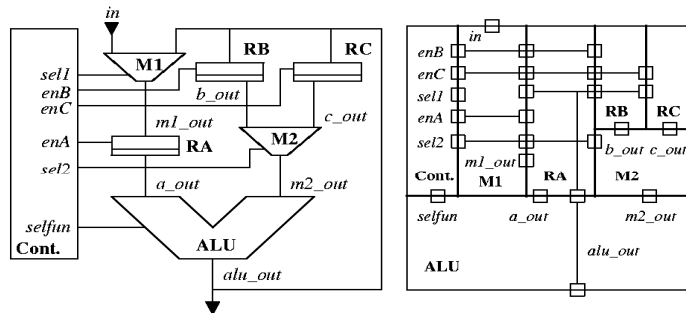 in
M1
RB
RC
sel1
enB
enC
b_out
c_out
m1_out
enA
RA
M2
sel2
a_out
m2_out
selfun
ALU
Cont.
alu_out
in
enB
enC
sel1
enA
RB
RC
sel2
b_out
c_out
m1_out
Cont.
M1
RA
M2
selfun
a_out
m2_out
alu_out
ALU